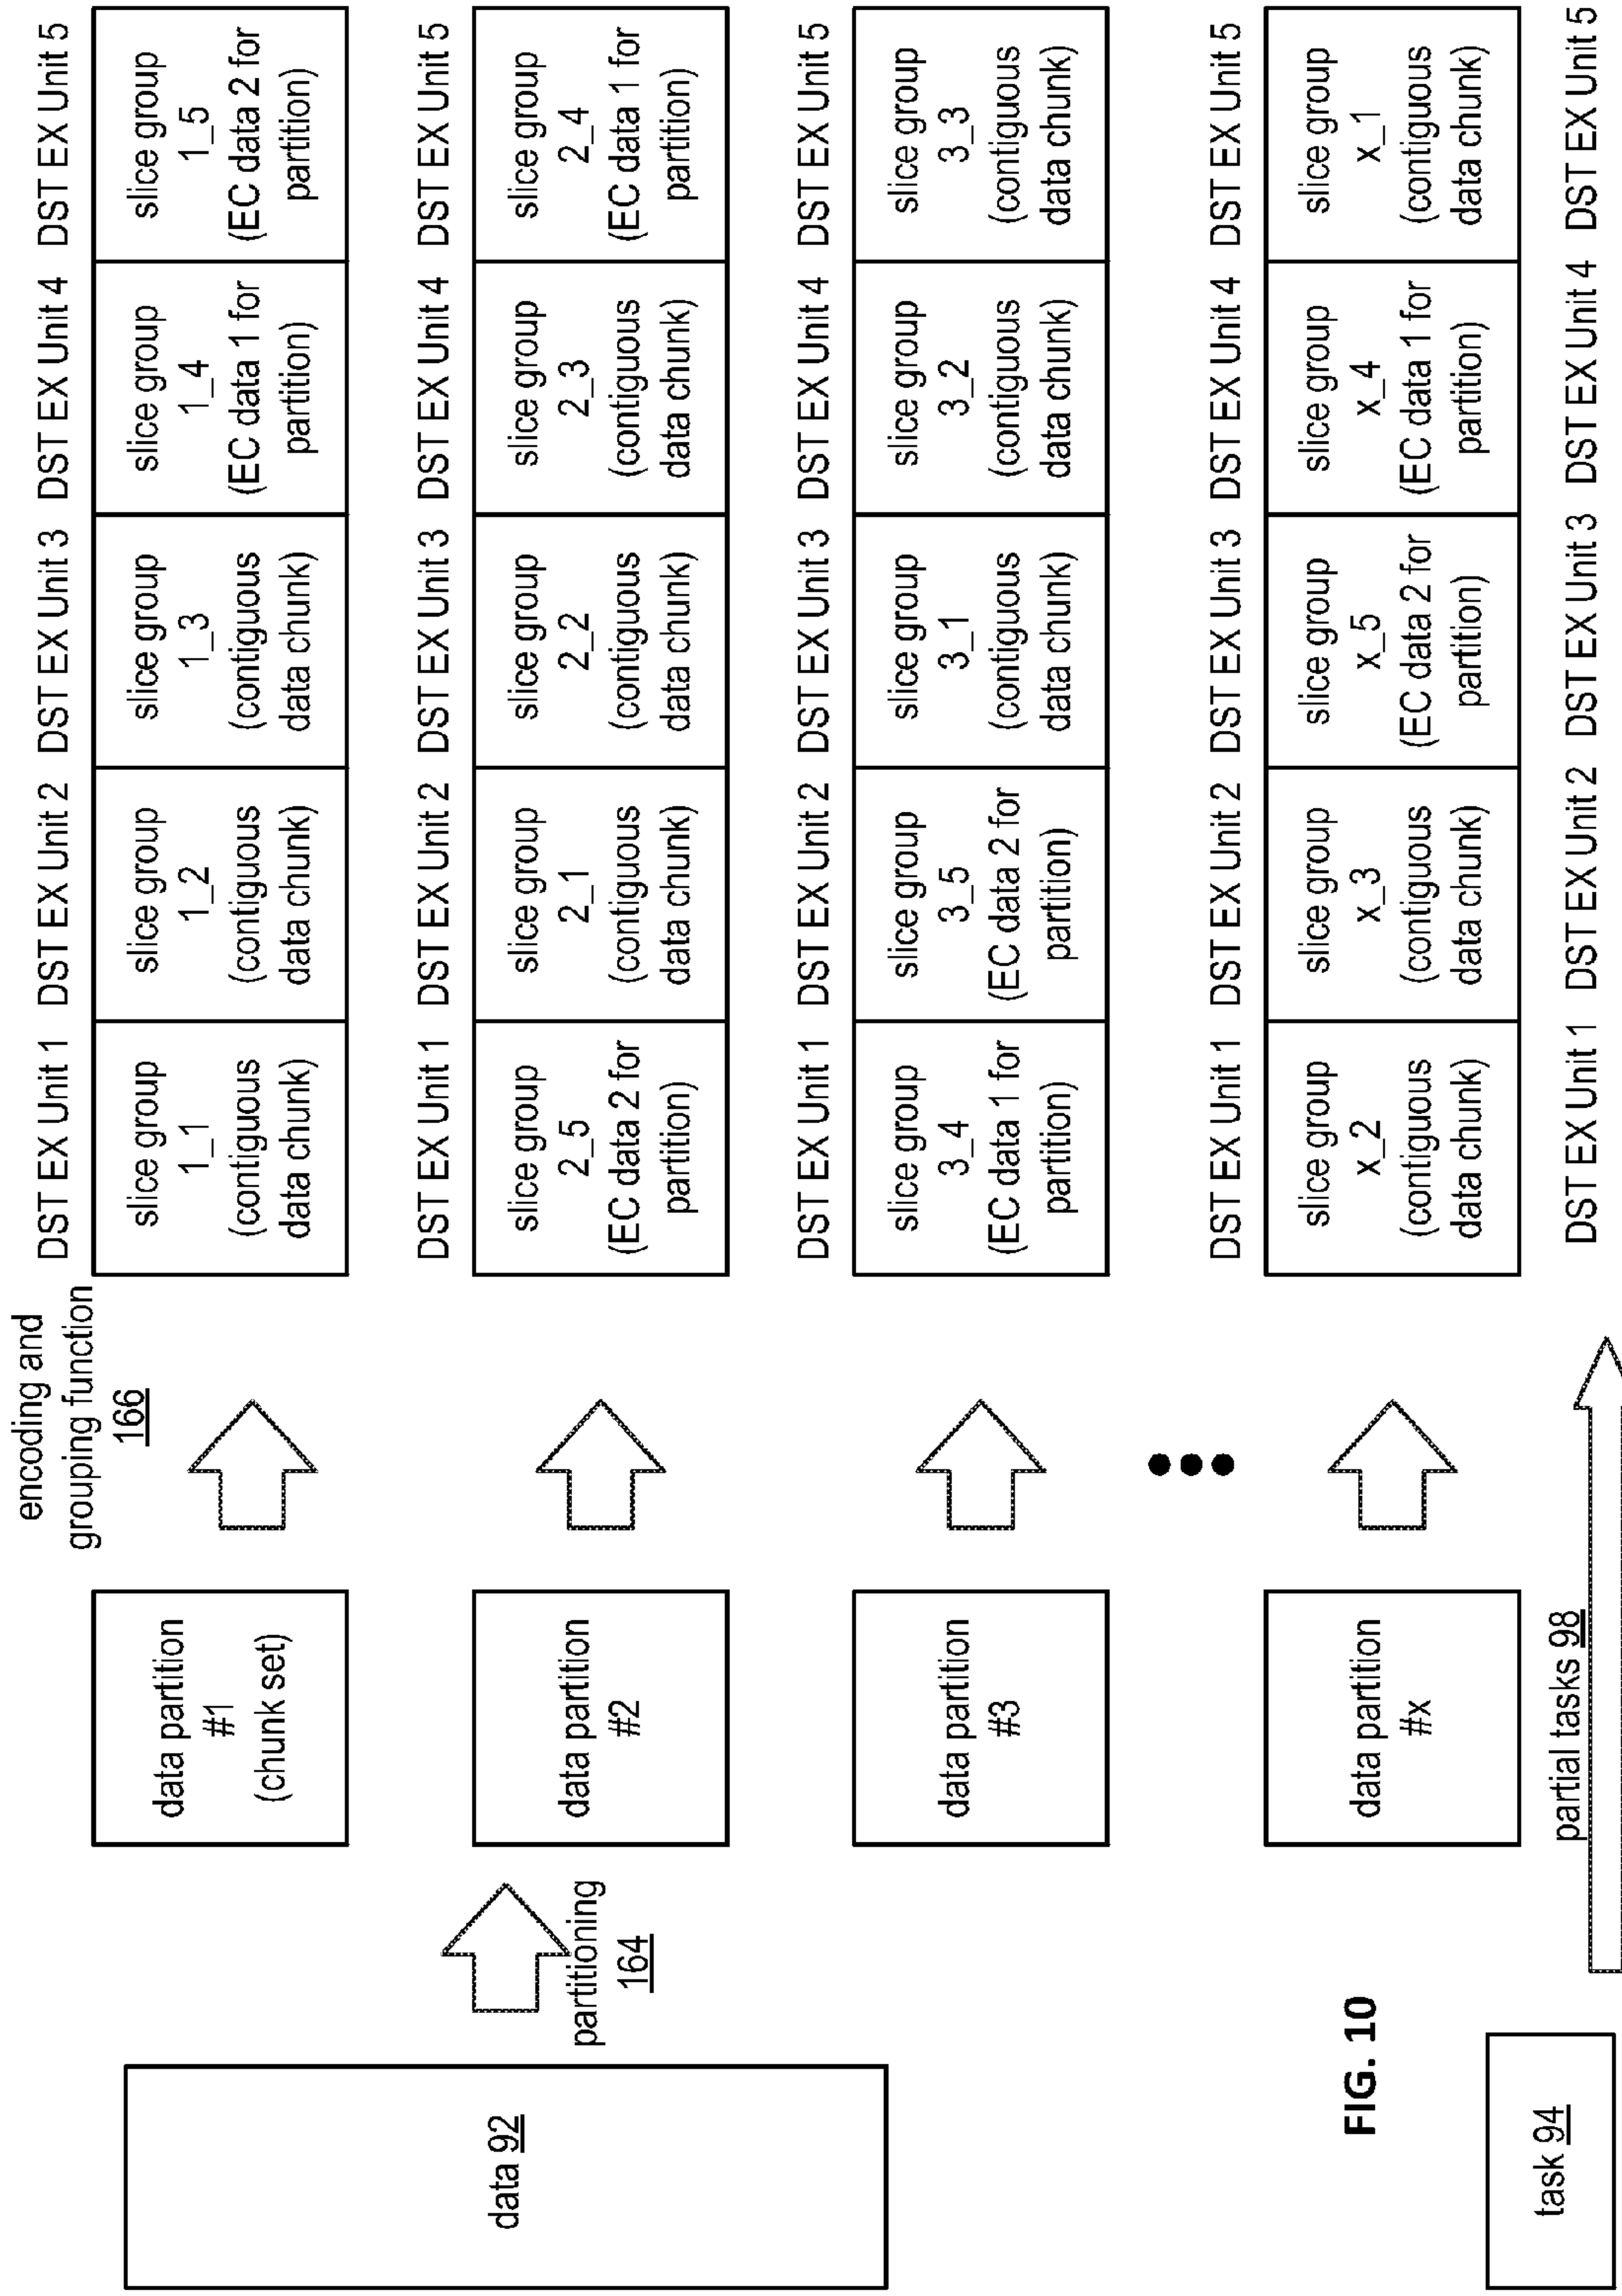 encoding and
grouping function
166
DST EX Unit 1 DST EX Unit 2 DST EX Unit 3 DST EX Unit 4 DST EX Unit 5
data partition
#1
(chunk set)
slice group
1_1
(contiguous
data chunk)
slice group
1_2
(contiguous
data chunk)
slice group
1_3
(contiguous
data chunk)
slice group
1_4
(EC data 1 for
partition)
slice group
1_5
(EC data 2 for
partition)
data 92
partitioning
164
DST EX Unit 1 DST EX Unit 2 DST EX Unit 3 DST EX Unit 4 DST EX Unit 5
data partition
#2
slice group
2_5
(EC data 2 for
partition)
slice group
2_1
(contiguous
data chunk)
slice group
2_2
(contiguous
data chunk)
slice group
2_3
(contiguous
data chunk)
slice group
2_4
(EC data 1 for
partition)
DST EX Unit 1 DST EX Unit 2 DST EX Unit 3 DST EX Unit 4 DST EX Unit 5
data partition
#3
slice group
3_4
(EC data 1 for
partition)
slice group
3_5
(EC data 2 for
partition)
slice group
3_1
(contiguous
data chunk)
slice group
3_2
(contiguous
data chunk)
slice group
3_3
(contiguous
data chunk)
DST EX Unit 1 DST EX Unit 2 DST EX Unit 3 DST EX Unit 4 DST EX Unit 5
data partition
#x
slice group
x_2
(contiguous
data chunk)
slice group
x_3
(contiguous
data chunk)
slice group
x_5
(EC data 2 for
partition)
slice group
x_4
(EC data 1 for
partition)
slice group
x_1
(contiguous
data chunk)
FIG. 10
task 94
partial tasks 98
DST EX Unit 1 DST EX Unit 2 DST EX Unit 3 DST EX Unit 4 DST EX Unit 5